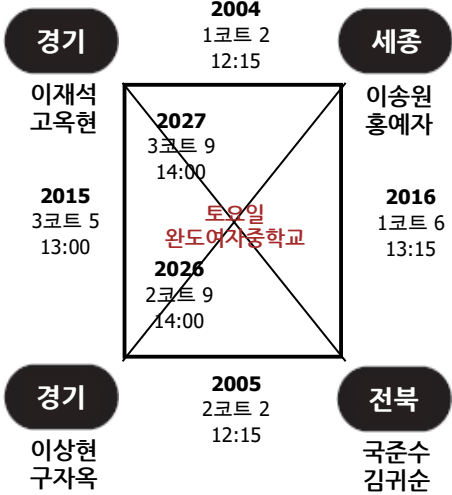 2004
1코트 2
12:15
경기
세종
이재석
고옥현
이송원
홍예자
2027
3코트 9
14:00
2015
3코트 5
13:00
토요일
완도여자중학교
2016
1코트 6
13:15
2026
2코트 9
14:00
경기
전북
2005
2코트 2
12:15
이상현
구자옥
국준수
김귀순